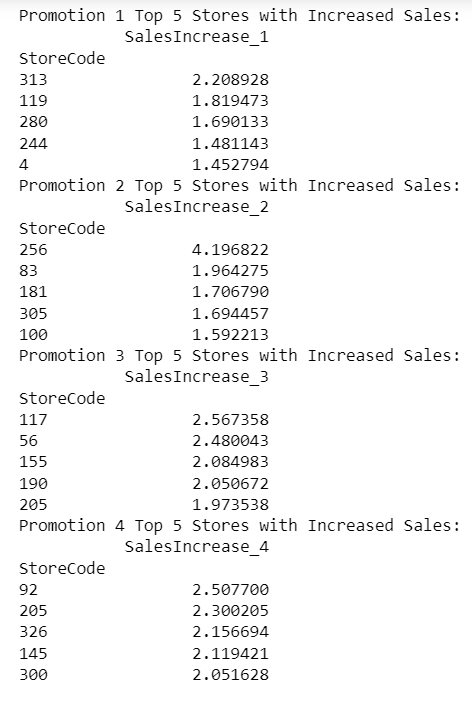 Promotion 1 Top 5 Stores with Increased Sales:
SalesIncrease_1
StoreCode
313 2.208928
119 1.819473
280 1.690133
244 1.481143
4 1.452794
Promotion 2 Top 5 Stores with Increased Sales:
SalesIncrease_2
StoreCode
256 4.196822
83 1.964275
181 1.706790
305 1.694457
100 1.592213
Promotion 3 Top 5 Stores with Increased Sales:
SalesIncrease_3
StoreCode
117 2.567358
56 2.480043
155 2.084983
190 2.050672
205 1.973538
Promotion 4 Top 5 Stores with Increased Sales:
SalesIncrease_4
StoreCode
92 2.507700
205 2.300205
326 2.156694
145 2.119421
300 2.051628